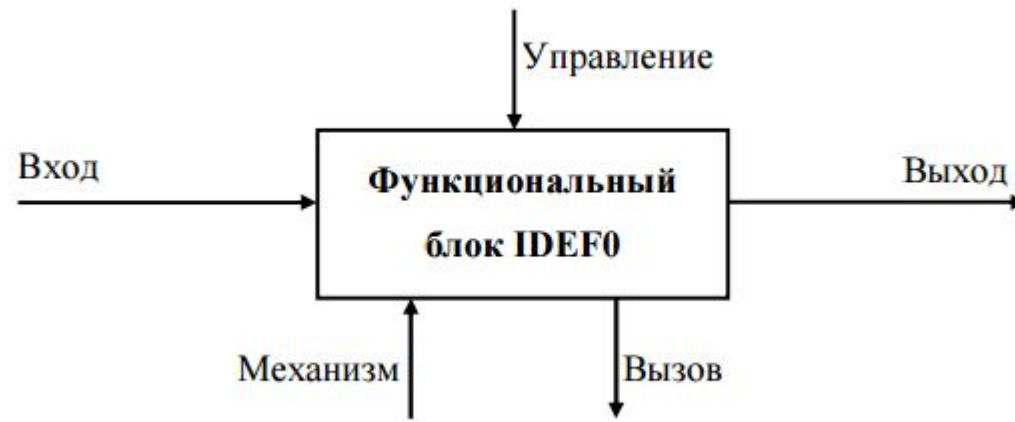 Управление
Вход
Выход
Функциональный
блок IDEF0
Механизм
Вызов